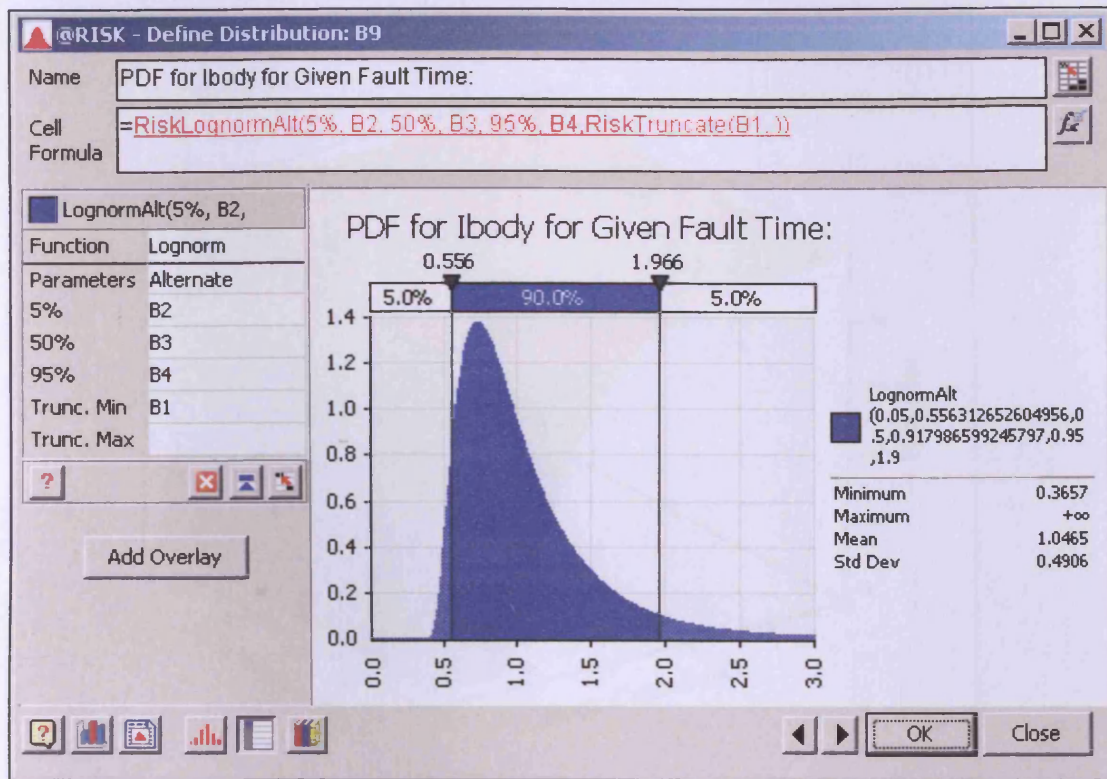 @RISK - Define Distribution: B9
Name PDF for Ibody for Given Fault Time:
Cell Formula =RiskLognormAlt(5%, B2, 50%, B3, 95%, B4,RiskTruncate(B1, ))
LognormAlt(5%, B2,
Function Lognorm
Parameters Alternate
5% B2
50% B3
95% B4
Trunc. Min B1
Trunc. Max
?
Add Overlay
PDF for Ibody for Given Fault Time:
0.556 1.966
5.0% 90.0% 5.0%
1.4
1.2
1.0
0.8
0.6
0.4
0.2
0.0
0.0 0.5 1.0 1.5 2.0 2.5 3.0
LognormAlt
(0.05,0.556312652604956,0
.5,0.917986599245797,0.95
,1.9
Minimum 0.3657
Maximum +∞
Mean 1.0465
Std Dev 0.4906
?
OK Close